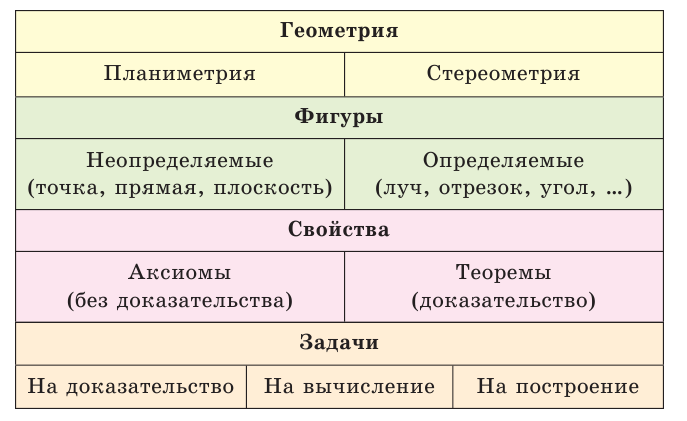 Геометрия
Планиметрия Стереометрия
Фигуры
Неопределяемые Определяемые
(точка, прямая, плоскость) (луч, отрезок, угол, ...)
Свойства
Аксиомы Теоремы
(без доказательства) (доказательство)
Задачи
На доказательство На вычисление На построение